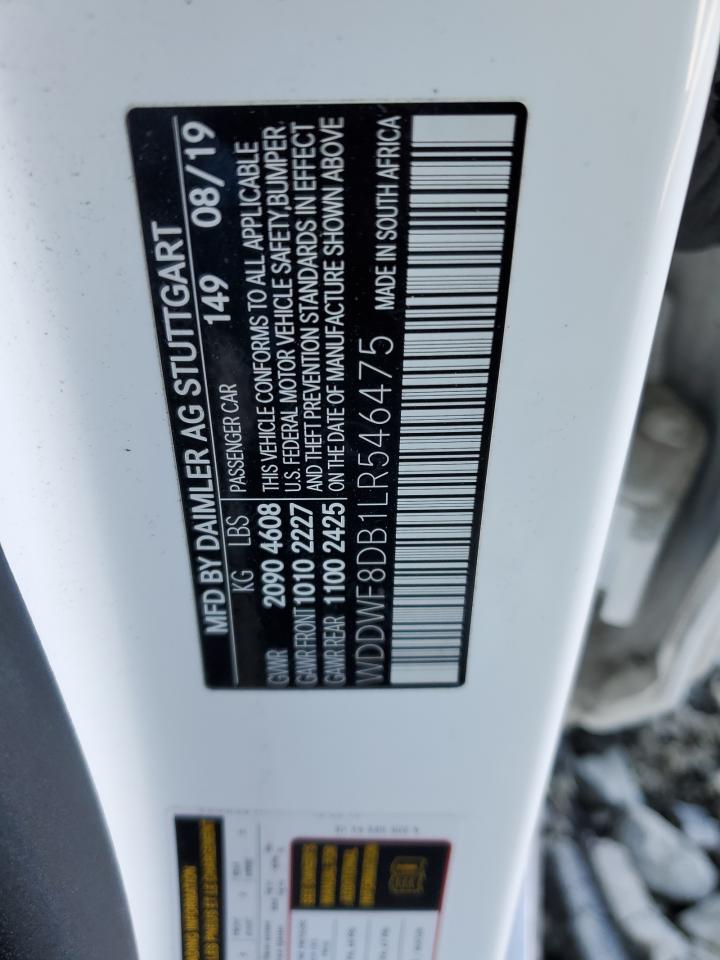 MFD BY DAIMLER AG STUTTGART
KG LBS 149 08/19
PASSENGER CAR
GVWR 2090 4608 THIS VEHICLE CONFORMS TO ALL APPLICABLE
GAWR FRONT 1010 2227 U.S. FEDERAL MOTOR VEHICLE SAFETY,BUMPER,
AND THEFT PREVENTION STANDARDS IN EFFECT
GAWR REAR 1100 2425 ON THE DATE OF MANUFACTURE SHOWN ABOVE
WDDWF8DB1LR546475 MADE IN SOUTH AFRICA
INFORMATION